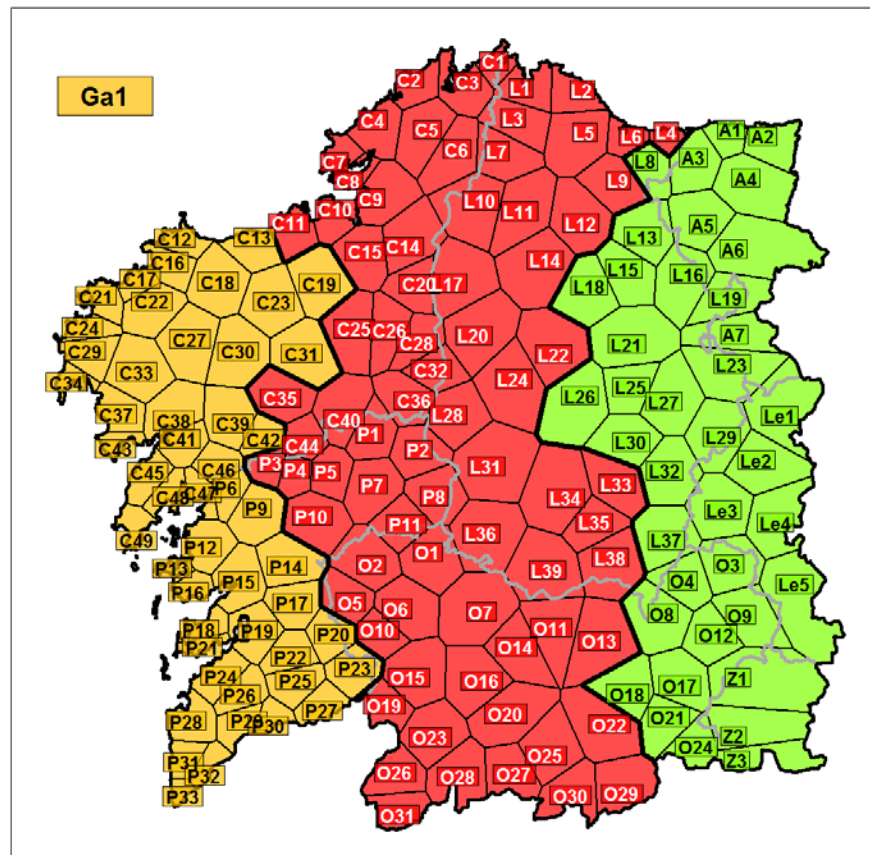 Ga1
C1
C2 C3 L1 L2
C4 C5 L3 L5 L6 L4 A1 A2
C7 C6 L7 L8 A3
C8 C9 L10 L11 L9 A4
C11 C10 L12 A5
C12 C13 C15 C14 L14 L13 A6
C16 C17 C18 C19 C20 L17 L18 L15 L16
C21 C22 C23 L19
C24 C27 C25 C26 C28 L20 L22 L21 A7
C29 C30 C31 C32 L24 L23
C34 C33 C35 C36 L26 L25 L27 Le1
C37 C38 C39 C40 L28
C43 C41 C42 C44 P1 P2 L30 L29
C45 C46 P3 P4 P5 L31 L32 Le2
C48 C47 P6 P7 P8 L34 L33
C49 P9 P10 P11 L36 L35 Le3 Le4
P12 O1 L38 L37
P13 P14 O2 L39 O4 O3 Le5
P16 P15 P17 O5 O6 O7 O8 O9
P18 P19 P20 O10 O14 O11 O13 O12
P21 P22 P23
P24 P25 O15 O16 O18 O17 Z1
P26 P27 O19 O20 O21
P28 P29 P30 O23 O22 Z2
P31 O25 O24 Z3
P32 O26 O28 O27
P33 O30 O29
O31